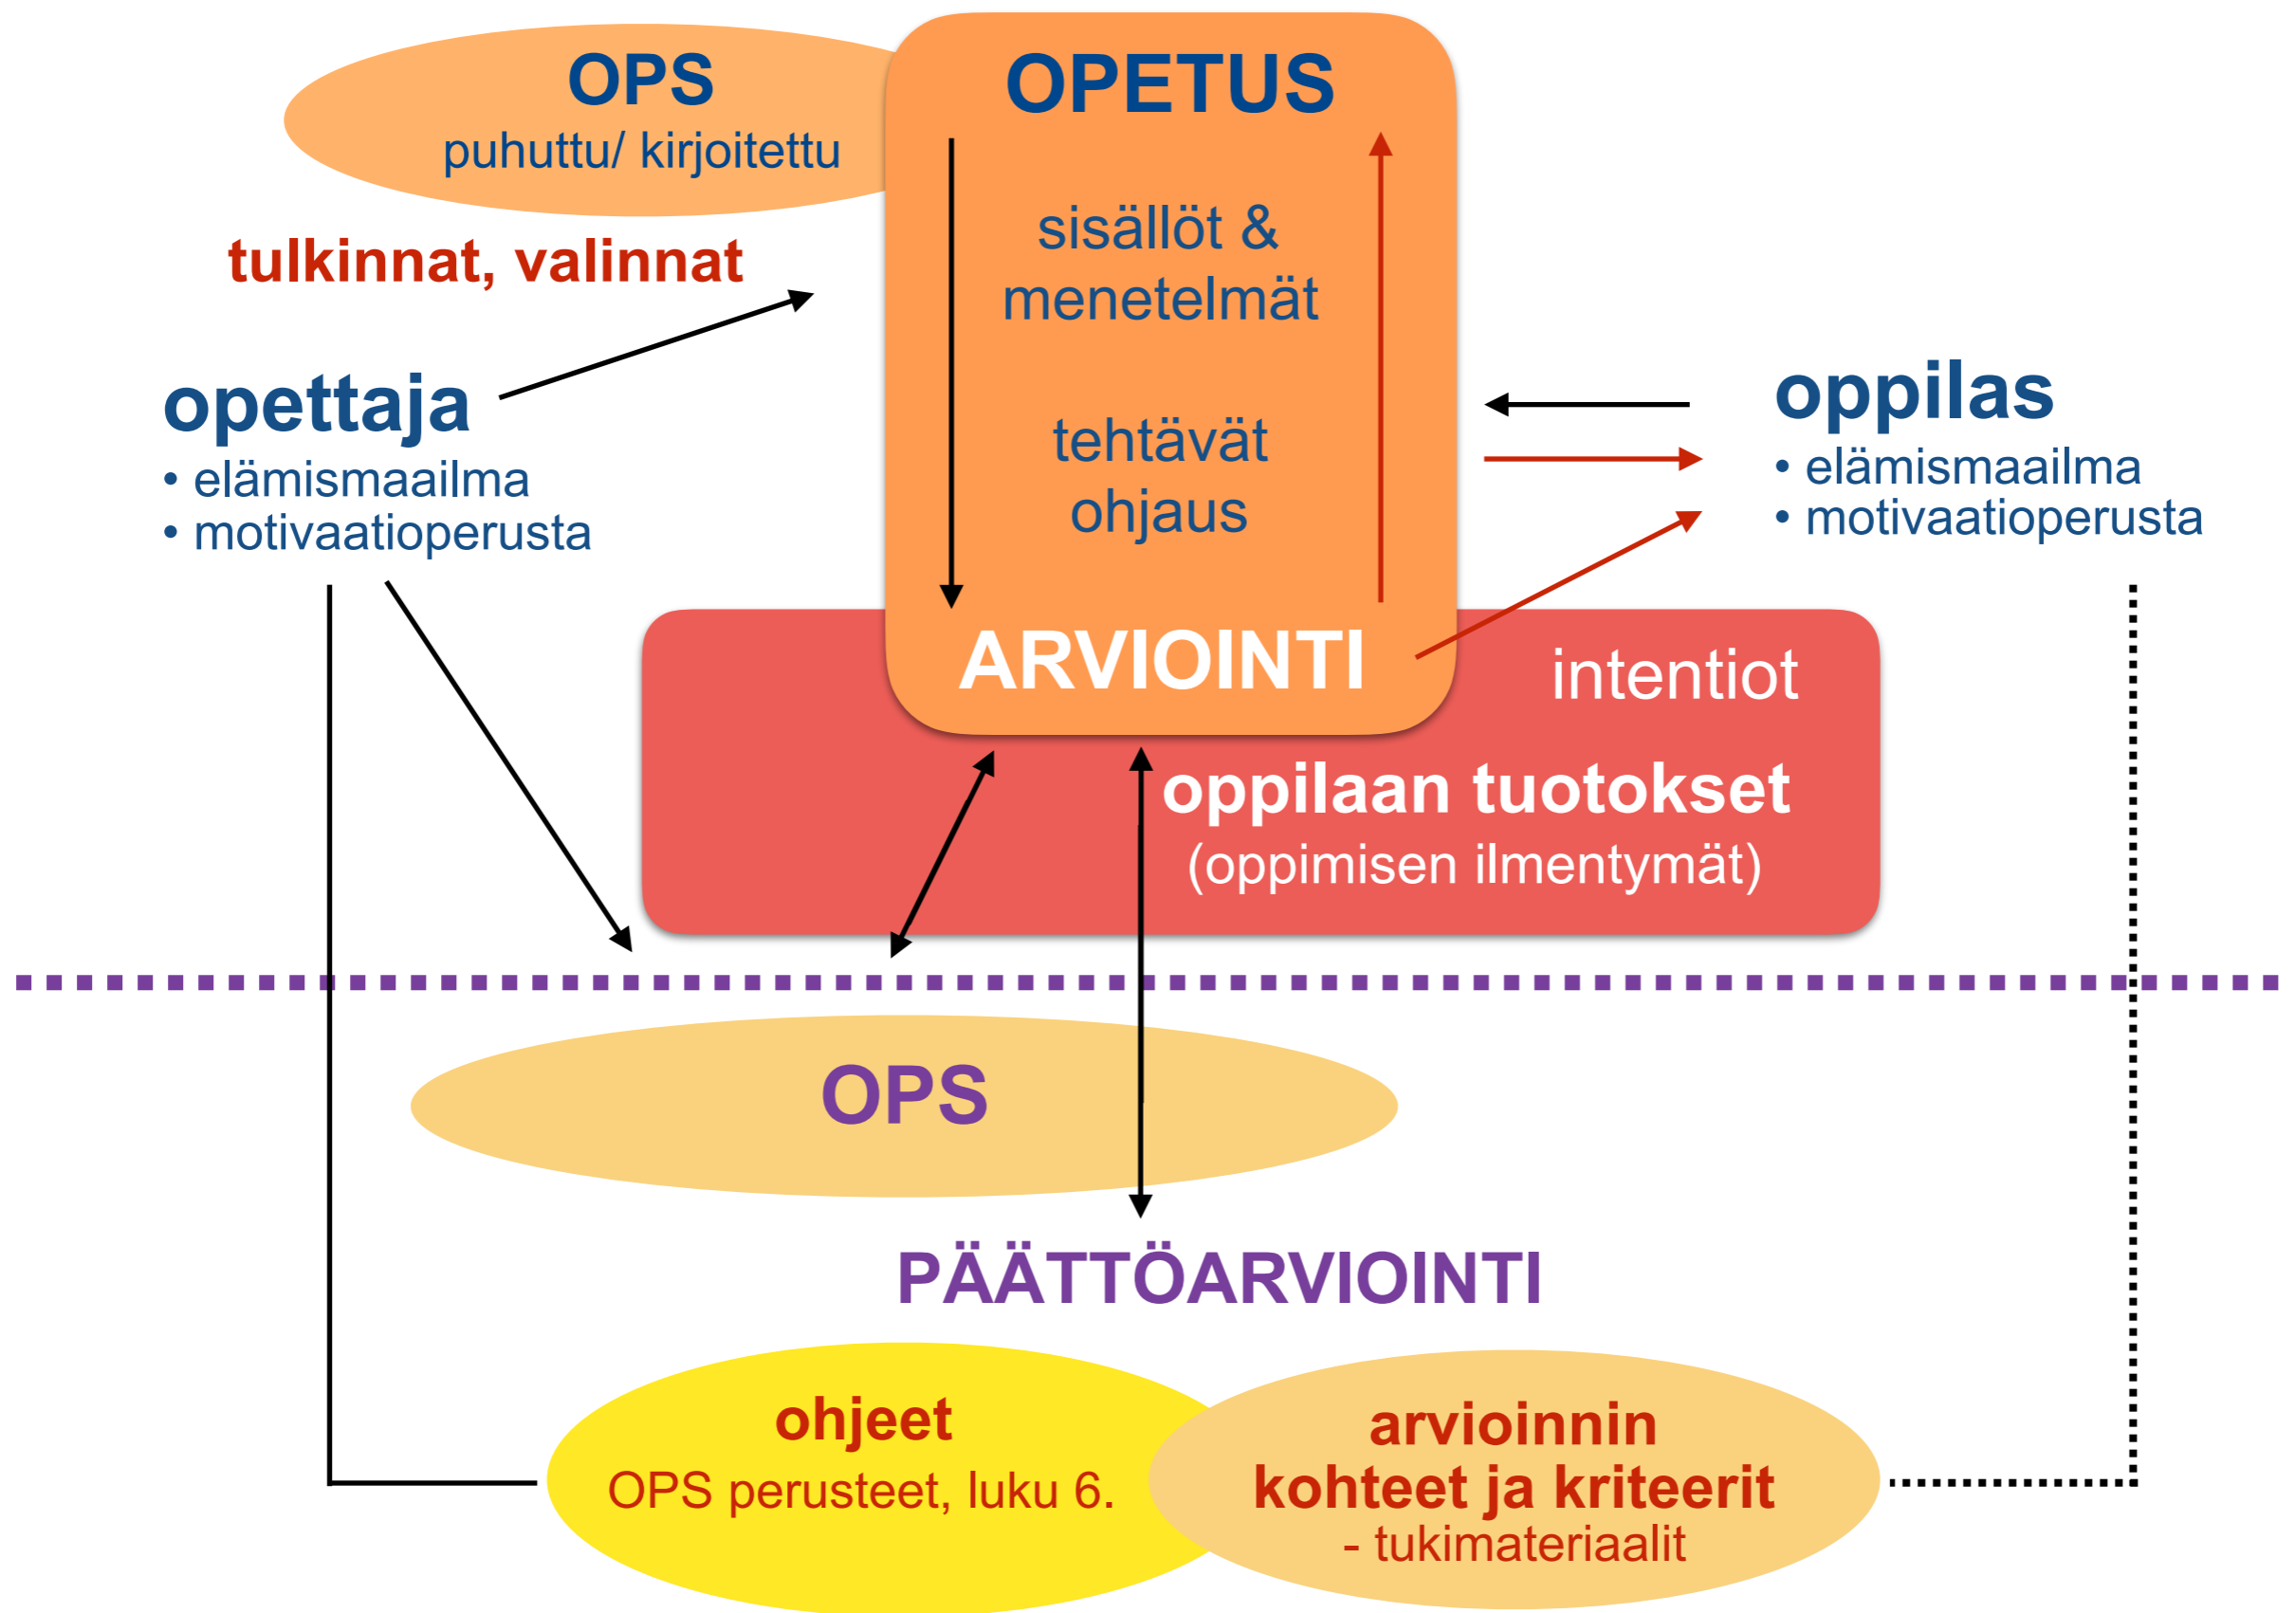 OPS
puhuttu/ kirjoitettu
OPETUS
tulkinnat, valinnat
sisällöt &
menetelmät
opettaja
• elämismaailma
• motivaatioperusta
tehtävät
ohjaus
oppilas
• elämismaailma
• motivaatioperusta
ARVIOINTI
intentiot
oppilaan tuotokset
(oppimisen ilmentymät)
OPS
PÄÄTTÖARVIOINTI
ohjeet
OPS perusteet, luku 6.
arvioinnin
kohteet ja kriteerit
- tukimateriaalit